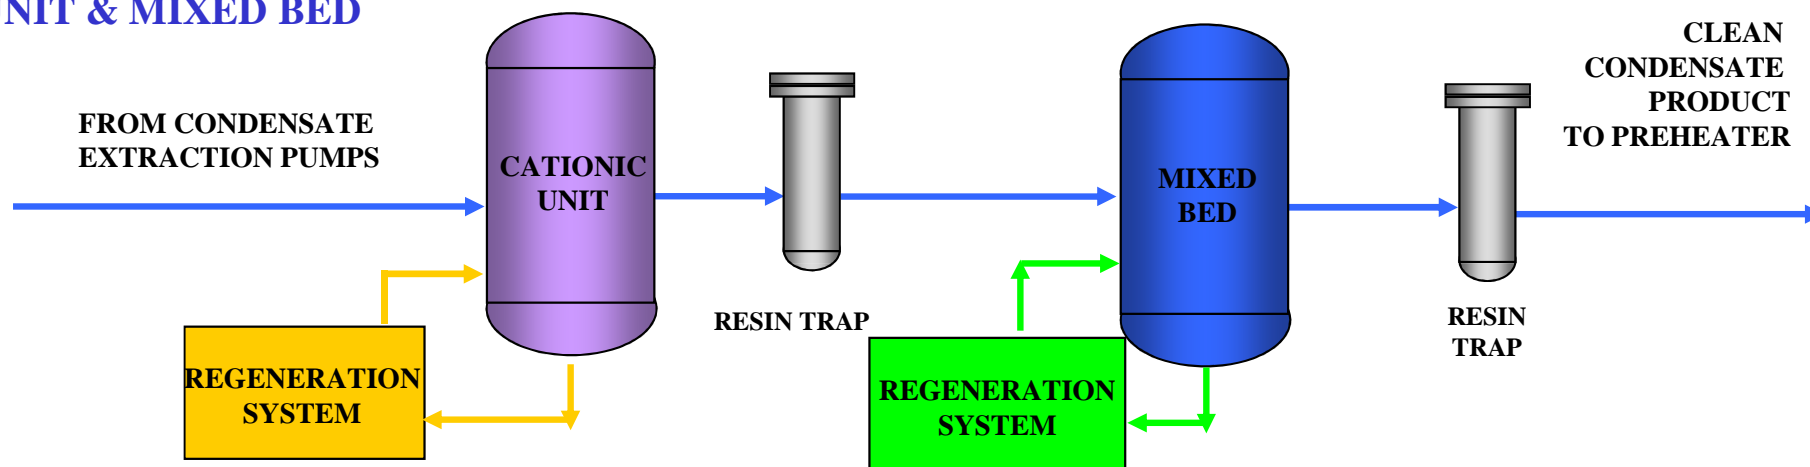 UNIT & MIXED BED
FROM CONDENSATE
EXTRACTION PUMPS
CATIONIC
UNIT
RESIN TRAP
MIXED
BED
CLEAN
CONDENSATE
PRODUCT
TO PREHEATER
RESIN
TRAP
REGENERATION
SYSTEM
REGENERATION
SYSTEM